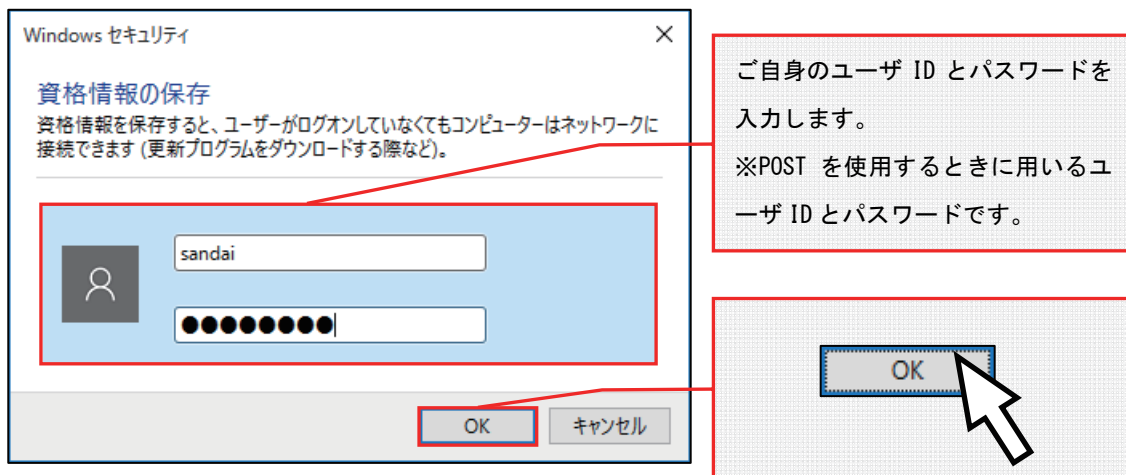 Windows セキュリティ
資格情報の保存
資格情報を保存すると、ユーザーがログオンしていなくてもコンピューターはネットワークに
接続できます (更新プログラムをダウンロードする際など)。
sandai
●●●●●●●●
OK
キャンセル
ご自身のユーザ ID とパスワードを
入力します。
※POST を使用するときに用いるユ
ーザ ID とパスワードです。
OK